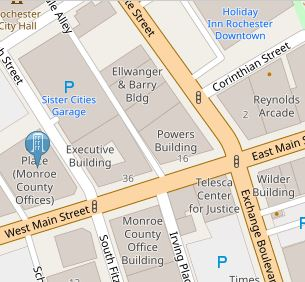 Rochester
City Hall
Alley
Street
Holiday
Inn Rochester
Downtown
Ellwanger
& Barry
Bldg
Corinthian Street
P
Sister Cities
Garage
Reynolds
Arcade
2
Powers
Building
16
Executive
Building
Place
(Monroe
County
Offices)
36
East Main
West Main Street
Telesca
Center
for Justice
Wilder
Building
Monroe
County
Office
Building
South Fitz
Irving Place
Exchange Boulevard
P
P
Times